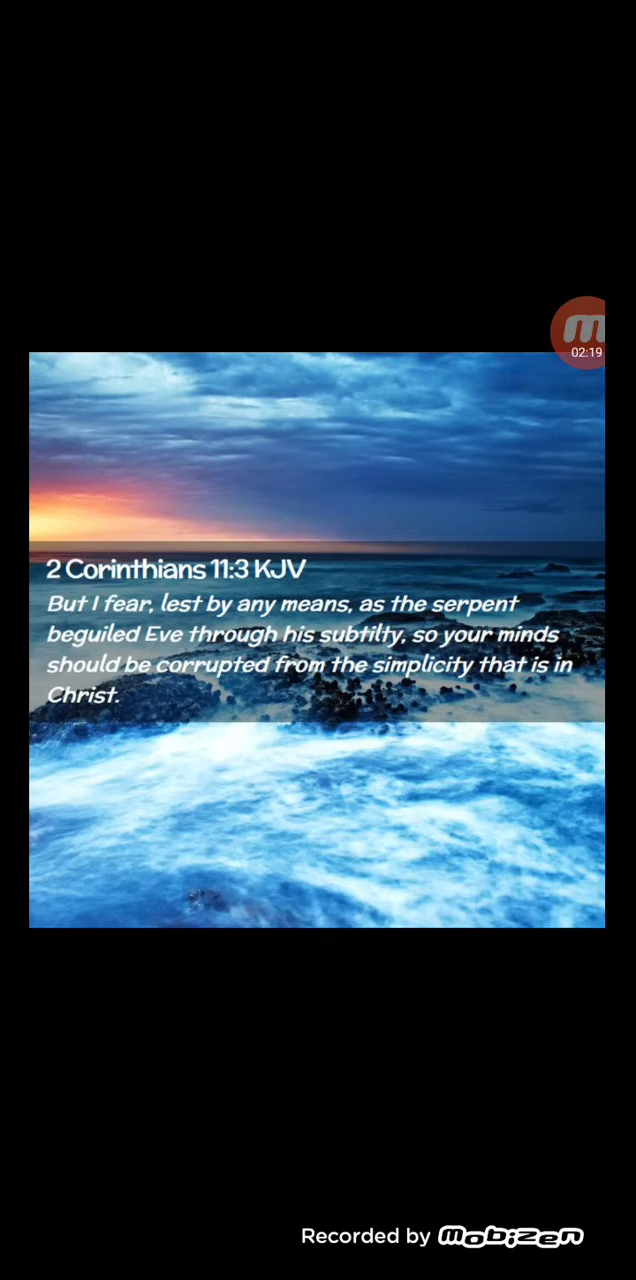 02:19
2 Corinthians 11:3 KJV
But I fear, lest by any means, as the serpent
beguiled Eve through his subtilty, so your minds
should be corrupted from the simplicity that is in
Christ.
Recorded by mobizen